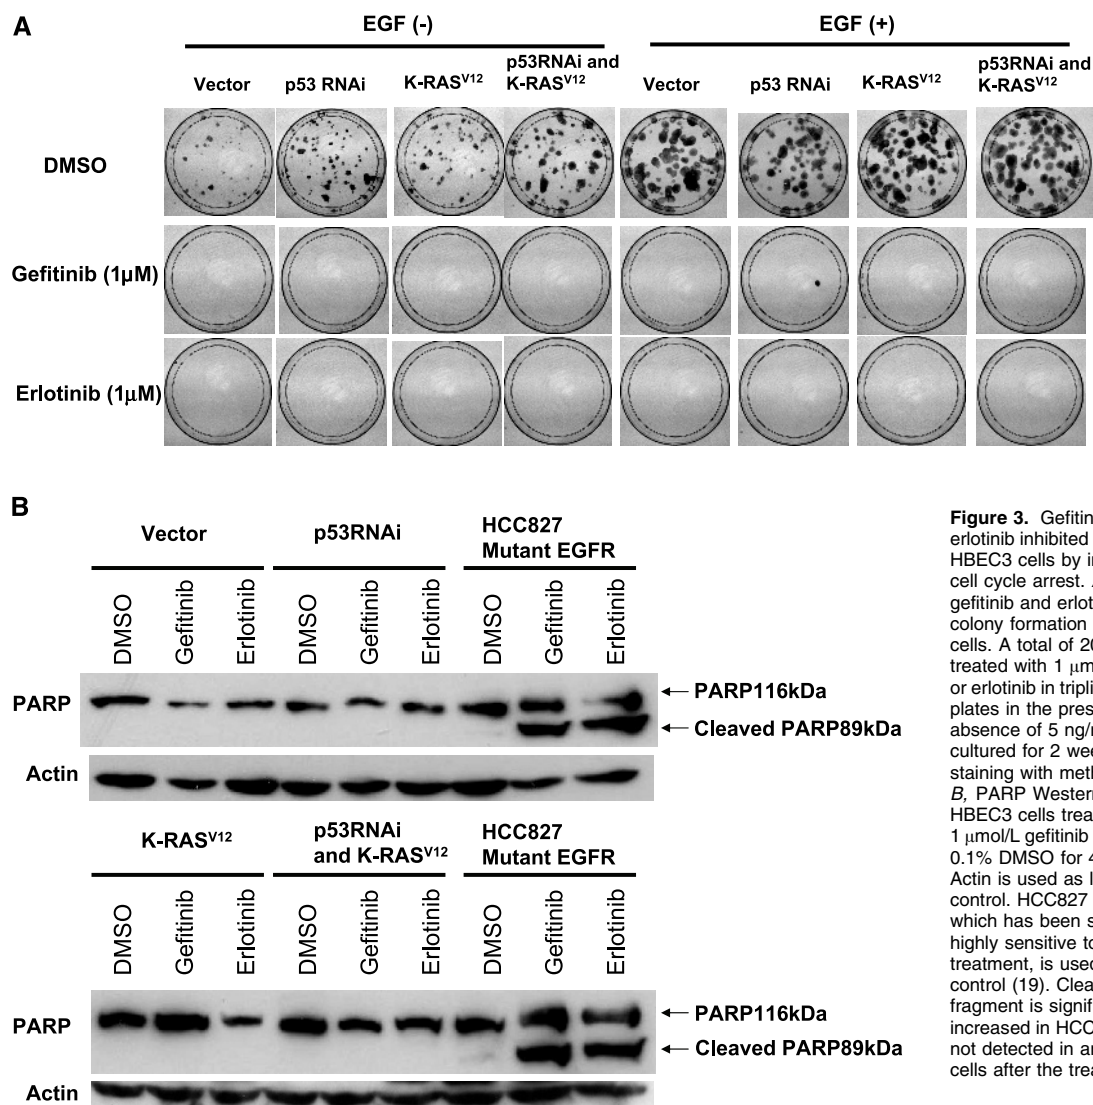 A
EGF (-)
EGF (+)
Vector
p53 RNAi
K-RASV12
p53RNAi and
K-RASV12
Vector
p53 RNAi
K-RASV12
p53RNAi and
K-RASV12
DMSO
Gefitinib (1μM)
Erlotinib (1μM)
B
Vector
p53RNAi
HCC827
Mutant EGFR
DMSO
Gefitinib
Erlotinib
DMSO
Gefitinib
Erlotinib
DMSO
Gefitinib
Erlotinib
PARP
PARP116kDa
Cleaved PARP89kDa
Actin
K-RASV12
p53RNAi
and K-RASV12
HCC827
Mutant EGFR
DMSO
Gefitinib
Erlotinib
DMSO
Gefitinib
Erlotinib
DMSO
Gefitinib
Erlotinib
PARP
PARP116kDa
Cleaved PARP89kDa
Actin
Figure 3. Gefitin
erlotinib inhibited
HBEC3 cells by i
cell cycle arrest.
gefitinib and erlot
colony formation
cells. A total of 20
treated with 1 μm
or erlotinib in triplic
plates in the pres
absence of 5 ng/
cultured for 2 wee
staining with meth
B, PARP Western
HBEC3 cells trea
1 μmol/L gefitinib
0.1% DMSO for 4
Actin is used as l
control. HCC827
which has been s
highly sensitive to
treatment, is used
control (19). Clea
fragment is signif
increased in HCC
not detected in a
cells after the trea